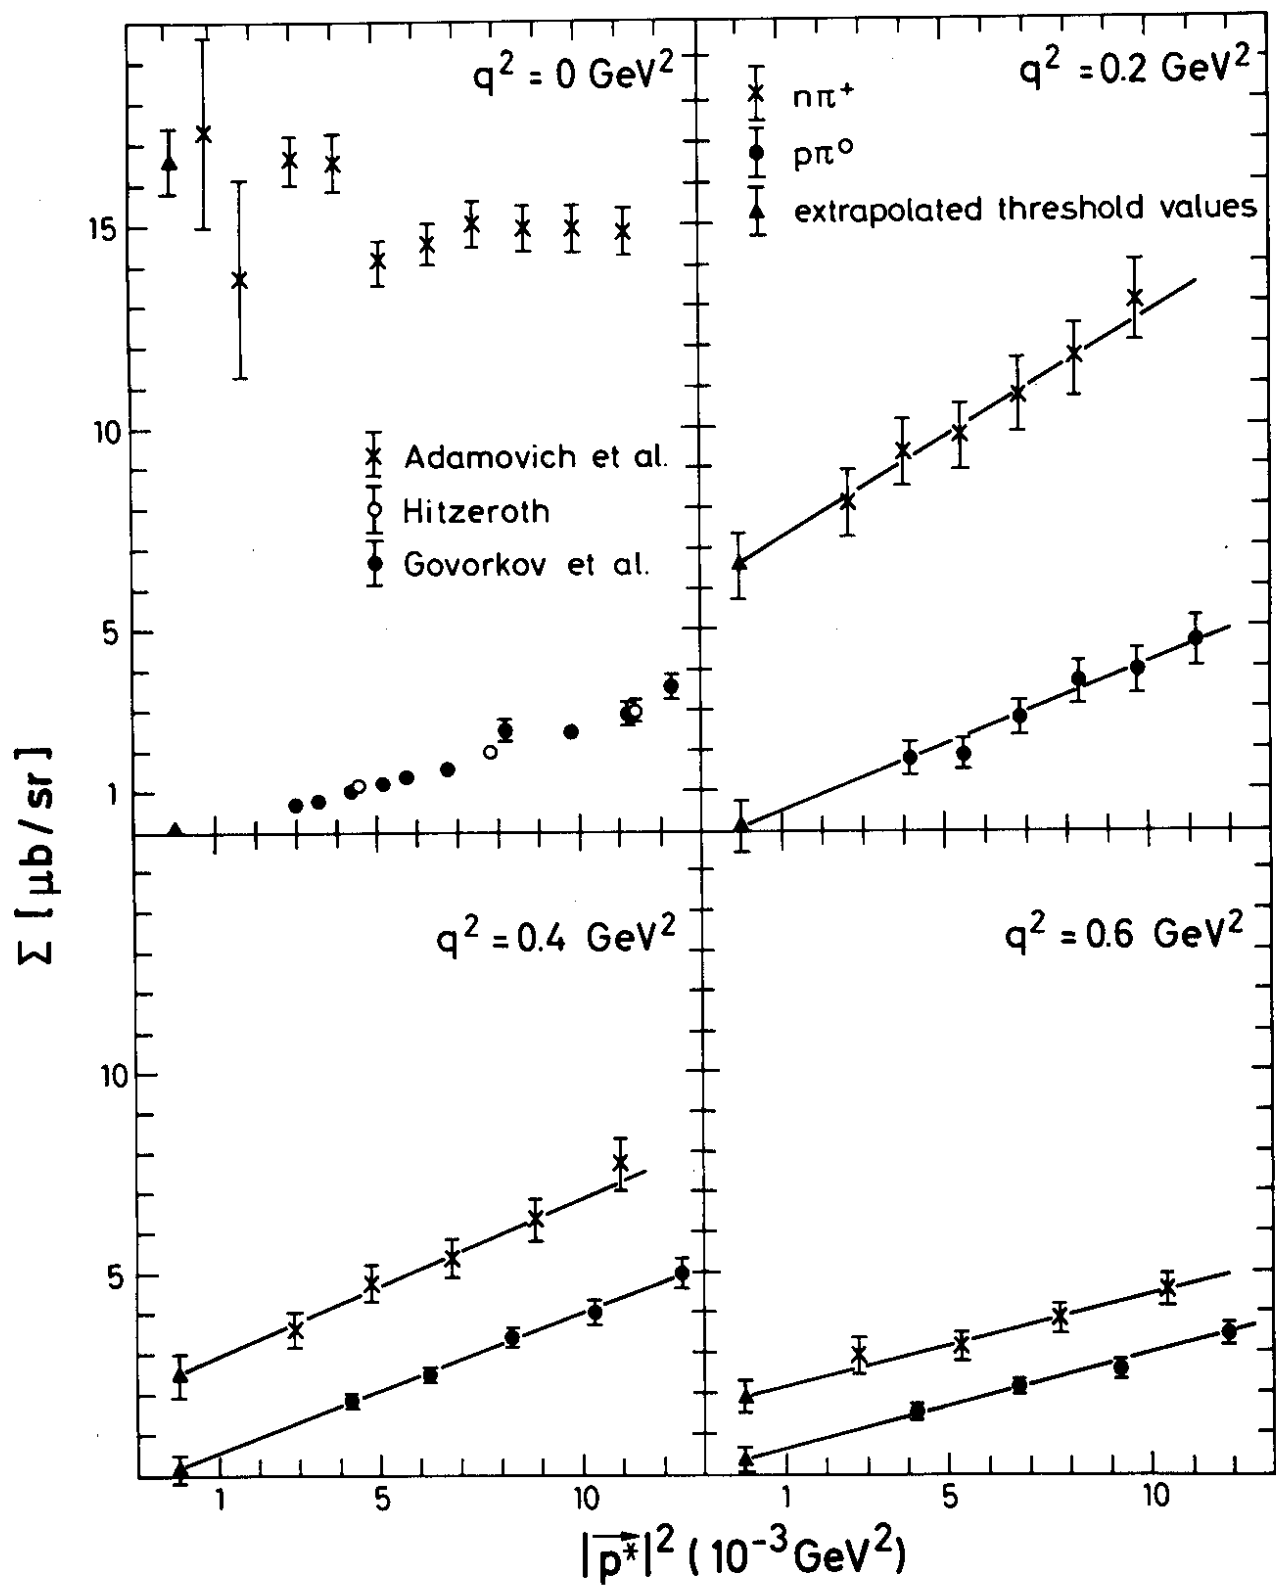 q² = 0 GeV²
15
10
5
1
Adamovich et al.
Hitzeroth
Govorkov et al.
q² = 0.2 GeV²
nπ⁺
pπ⁰
extrapolated threshold values
Σ [μb/sr]
q² = 0.4 GeV²
10
5
1 5 10
q² = 0.6 GeV²
1 5 10
|p⃗*|² (10⁻³ GeV²)